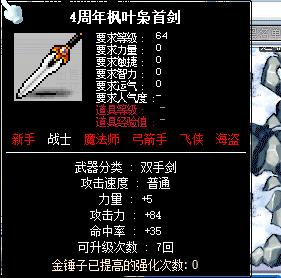 4周年枫叶枭首剑
要求等级： 64
要求力量： 0
要求敏捷： 0
要求智力： 0
要求运气： 0
要求人气度： -
道具等级： -
道具经验值： -
新手 战士 魔法师 弓箭手 飞侠 海盗
武器分类 ： 双手剑
攻击速度 ： 普通
力量 ： +5
攻击力 ： +84
命中率 ： +35
可升级次数 ： 7回
金锤子已提高的强化次数: 0